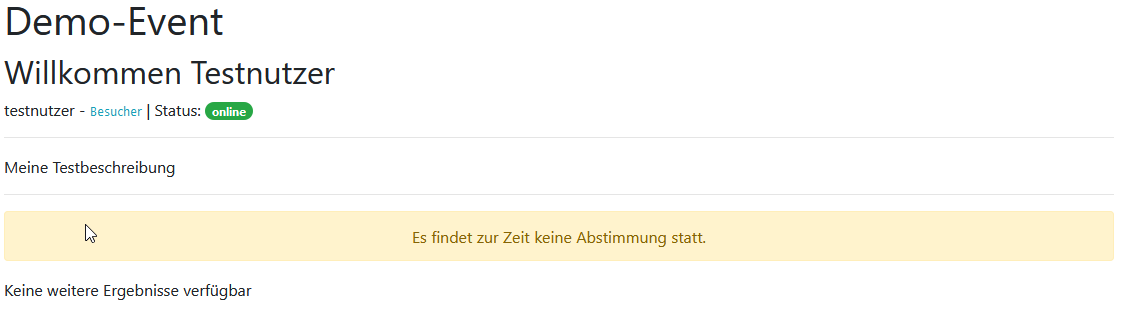 Demo-Event
Willkommen Testnutzer
testnutzer - Besucher | Status: online
Meine Testbeschreibung
Es findet zur Zeit keine Abstimmung statt.
Keine weitere Ergebnisse verfügbar